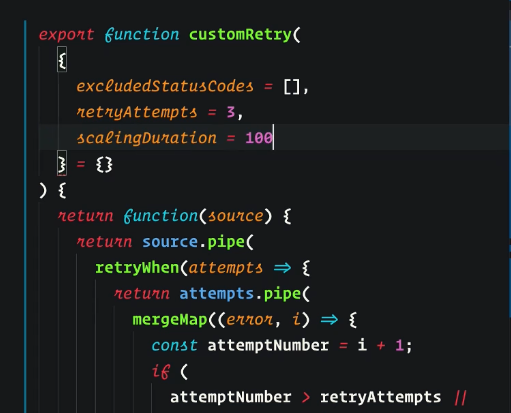 export function customRetry(
{
excludedStatusCodes = [],
retryAttempts = 3,
scalingDuration = 100
} = {}
) {
return function(source) {
return source.pipe(
retryWhen(attempts => {
return attempts.pipe(
mergeMap((error, i) => {
const attemptNumber = i + 1;
if (
attemptNumber > retryAttempts ||